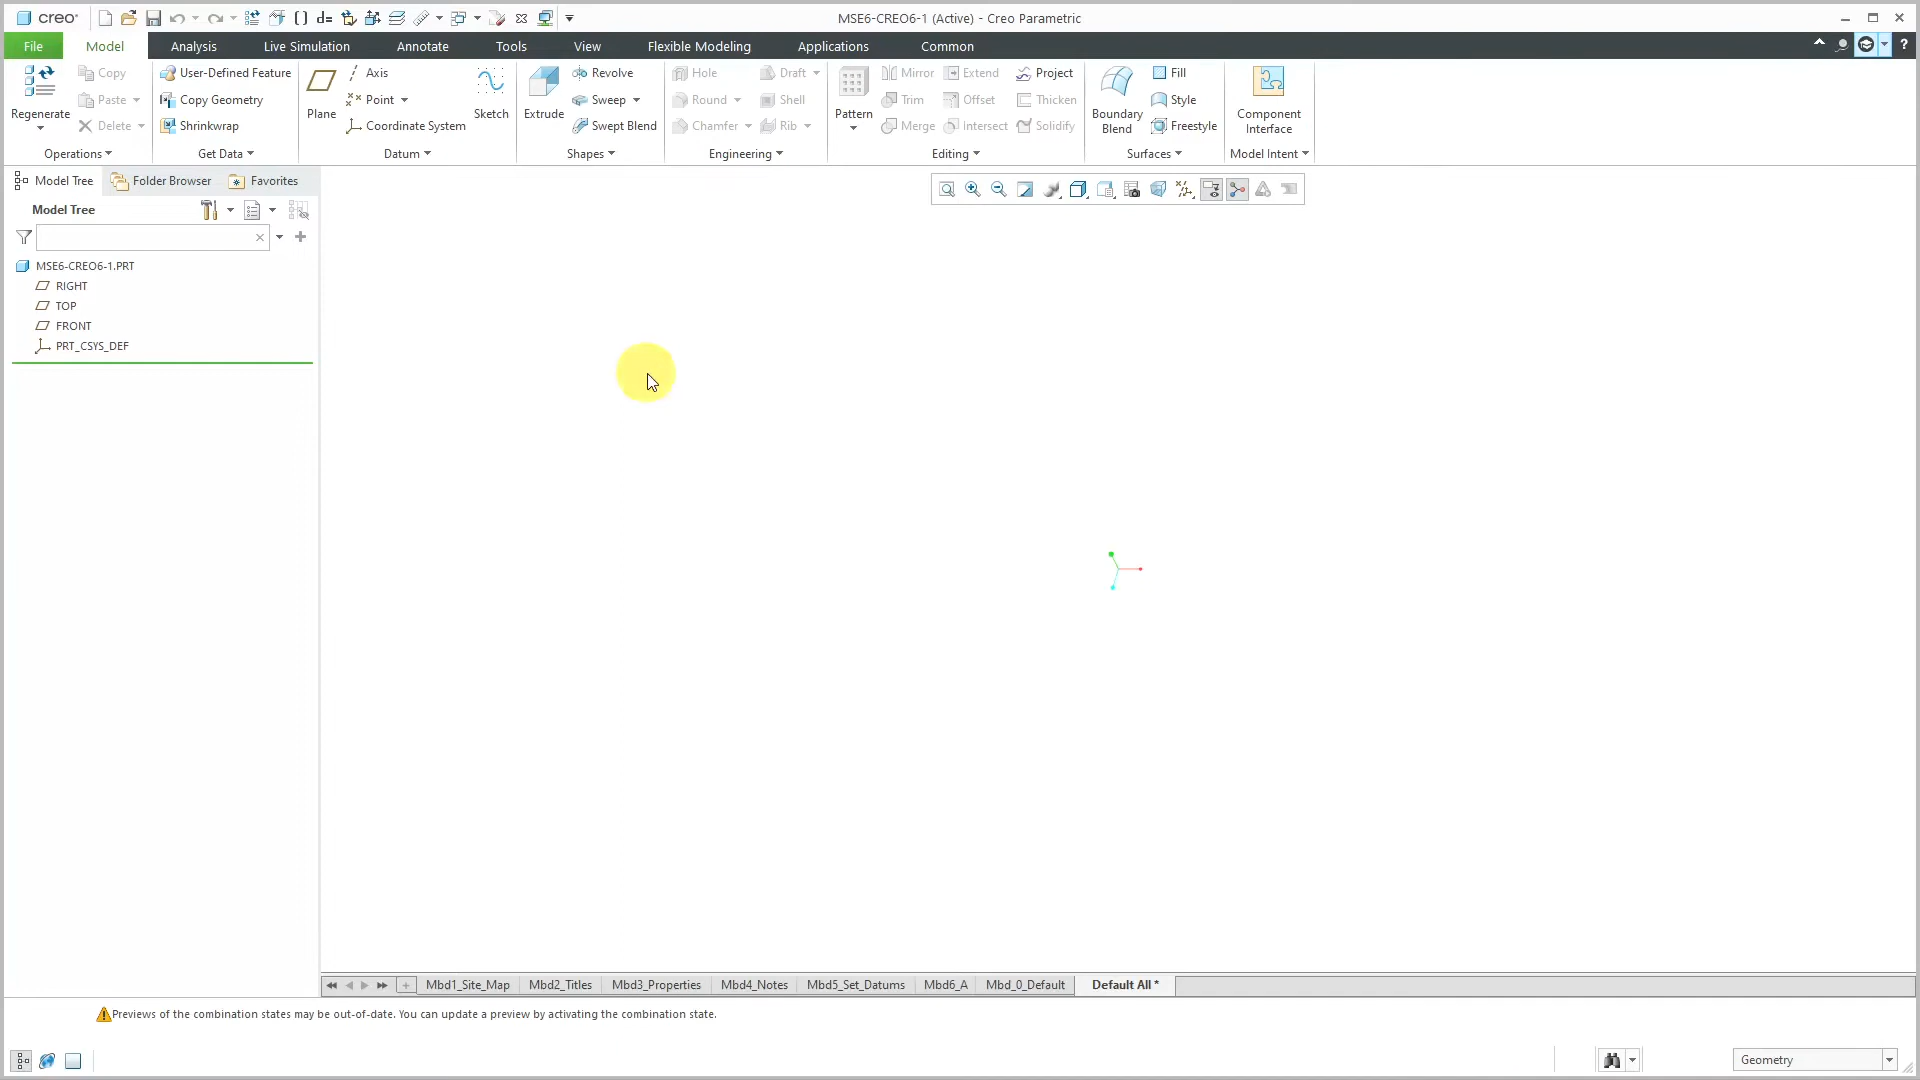 creo
MSE6-CREO6-1 (Active) - Creo Parametric
File Model Analysis Live Simulation Annotate Tools View Flexible Modeling Applications Common
Regenerate
Copy
Paste
Delete
Operations
User-Defined Feature
Copy Geometry
Shrinkwrap
Get Data
Plane
Axis
Point
Coordinate System
Sketch
Datum
Extrude
Revolve
Sweep
Swept Blend
Shapes
Hole
Round
Chamfer
Draft
Shell
Rib
Engineering
Pattern
Mirror
Trim
Merge
Extend
Offset
Intersect
Project
Thicken
Solidify
Editing
Boundary
Blend
Fill
Style
Freestyle
Surfaces
Component
Interface
Model Intent
Model Tree Folder Browser Favorites
Model Tree
MSE6-CREO6-1.PRT
RIGHT
TOP
FRONT
PRT_CSYS_DEF
Mbd1_Site_Map Mbd2_Titles Mbd3_Properties Mbd4_Notes Mbd5_Set_Datums Mbd6_A Mbd_0_Default Default All *
Previews of the combination states may be out-of-date. You can update a preview by activating the combination state.
Geometry